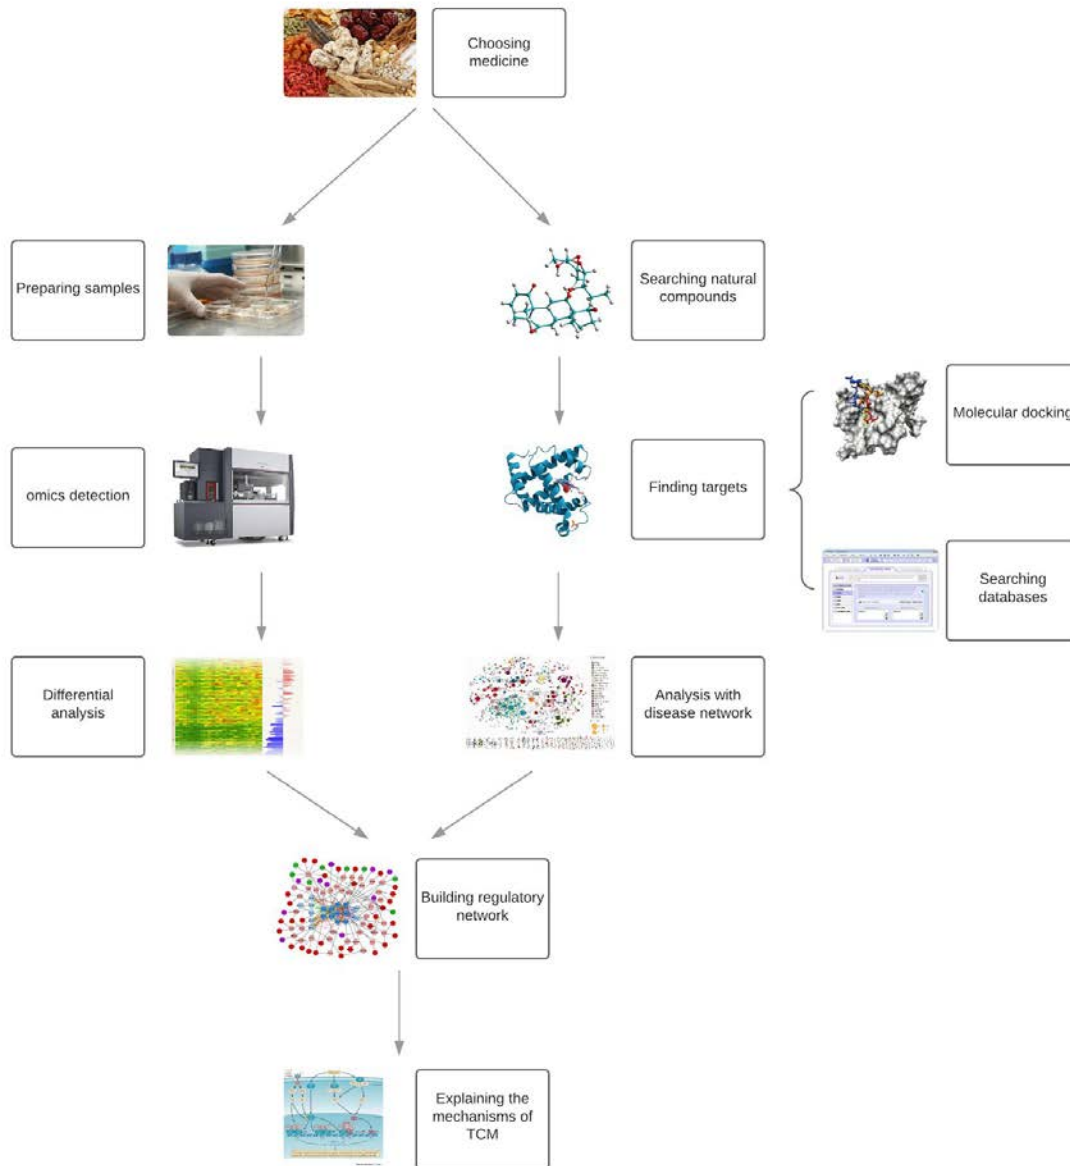 Choosing
medicine
Preparing samples
Searching natural
compounds
Molecular docking
omics detection
Finding targets
Searching
databases
Differential
analysis
Analysis with
disease network
Building regulatory
network
Explaining the
mechanisms of
TCM